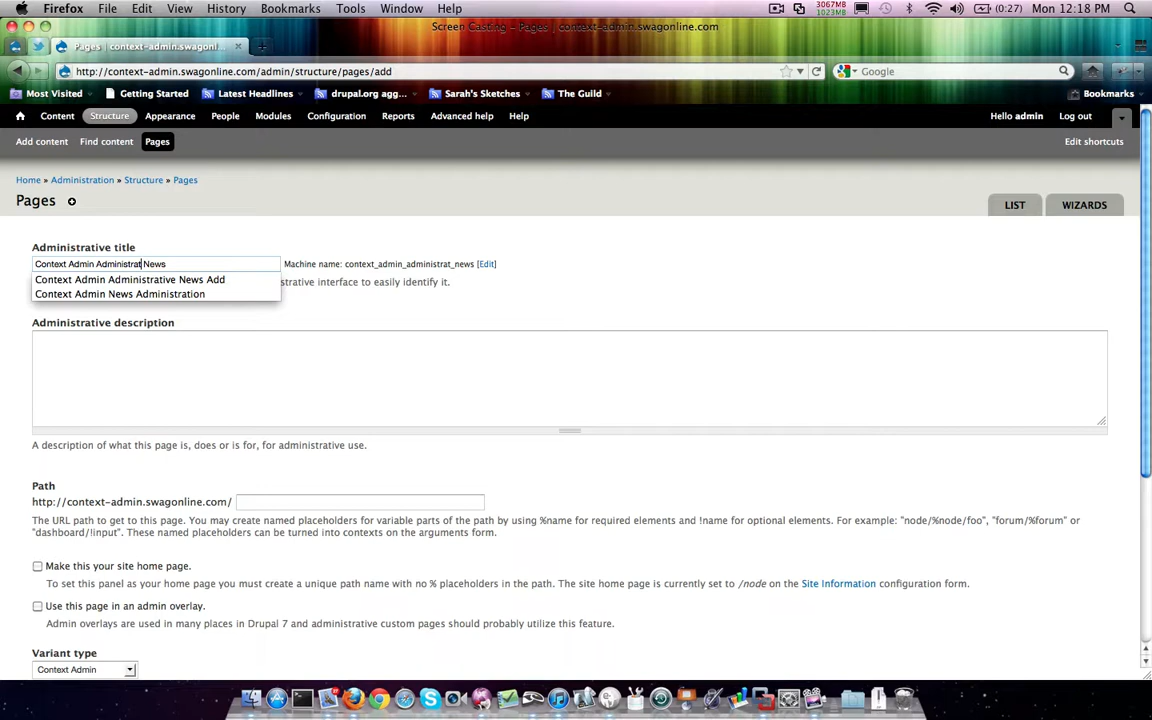 Firefox File Edit View History Bookmarks Tools Window Help 3067MB 1023MB (0:27) Mon 12:18 PM
Screen Casting - Pages | context-admin.swagonline.com
Pages | context-admin.swagonl...
http://context-admin.swagonline.com/admin/structure/pages/add Google
Most Visited Getting Started Latest Headlines drupal.org agg... Sarah's Sketches The Guild Bookmarks
Content Structure Appearance People Modules Configuration Reports Advanced help Help Hello admin Log out
Add content Find content Pages Edit shortcuts
Home » Administration » Structure » Pages
Pages LIST WIZARDS
Administrative title
Context Admin Administrat News Machine name: context_admin_administrat_news [Edit]
Context Admin Administrative News Add strative interface to easily identify it.
Context Admin News Administration
Administrative description
A description of what this page is, does or is for, for administrative use.
Path
http://context-admin.swagonline.com/
The URL path to get to this page. You may create named placeholders for variable parts of the path by using %name for required elements and !name for optional elements. For example: "node/%node/foo", "forum/%forum" or
"dashboard/!input". These named placeholders can be turned into contexts on the arguments form.
Make this your site home page.
To set this panel as your home page you must create a unique path name with no % placeholders in the path. The site home page is currently set to /node on the Site Information configuration form.
Use this page in an admin overlay.
Admin overlays are used in many places in Drupal 7 and administrative custom pages should probably utilize this feature.
Variant type
Context Admin